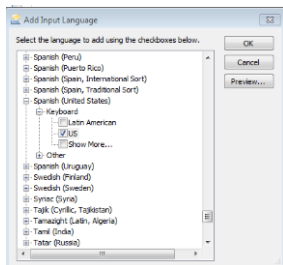 Add Input Language
Select the language to add using the checkboxes below.
Spanish (Peru)
Spanish (Puerto Rico)
Spanish (Spain, International Sort)
Spanish (Spain, Traditional Sort)
Spanish (United States)
Keyboard
Latin American
US
Show More...
Other
Spanish (Uruguay)
Swedish (Finland)
Swedish (Sweden)
Syriac (Syria)
Tajik (Cyrillic, Tajikistan)
Tamazight (Latin, Algeria)
Tamil (India)
Tatar (Russia)
OK
Cancel
Preview...